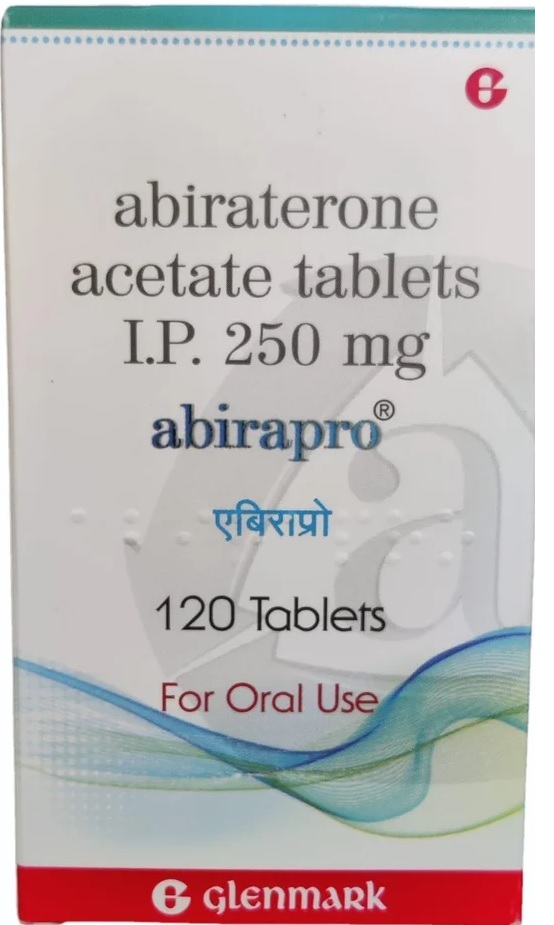 abiraterone
acetate tablets
I.P. 250 mg
abirapro®
एबिराप्रो
120 Tablets
For Oral Use
GLENMARK